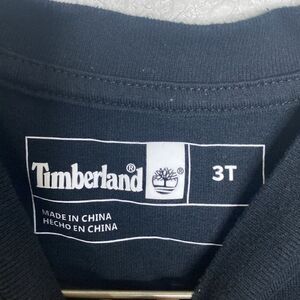 Timberland® ® 3T
MADE IN CHINA
HECHO EN CHINA